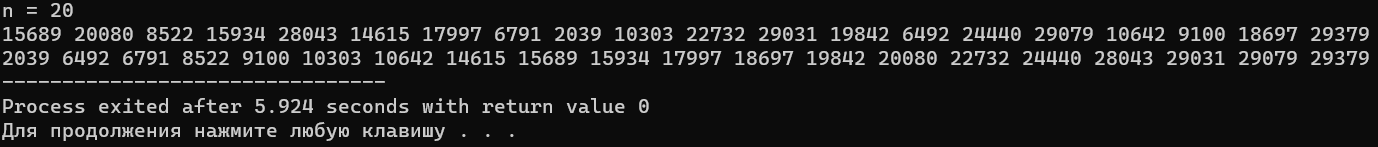 n = 20
15689 20080 8522 15934 28043 14615 17997 6791 2039 10303 22732 29031 19842 6492 24440 29079 10642 9100 18697 29379
2039 6492 6791 8522 9100 10303 10642 14615 15689 15934 17997 18697 19842 20080 22732 24440 28043 29031 29079 29379
--------------------------------
Process exited after 5.924 seconds with return value 0
Для продолжения нажмите любую клавишу . . .